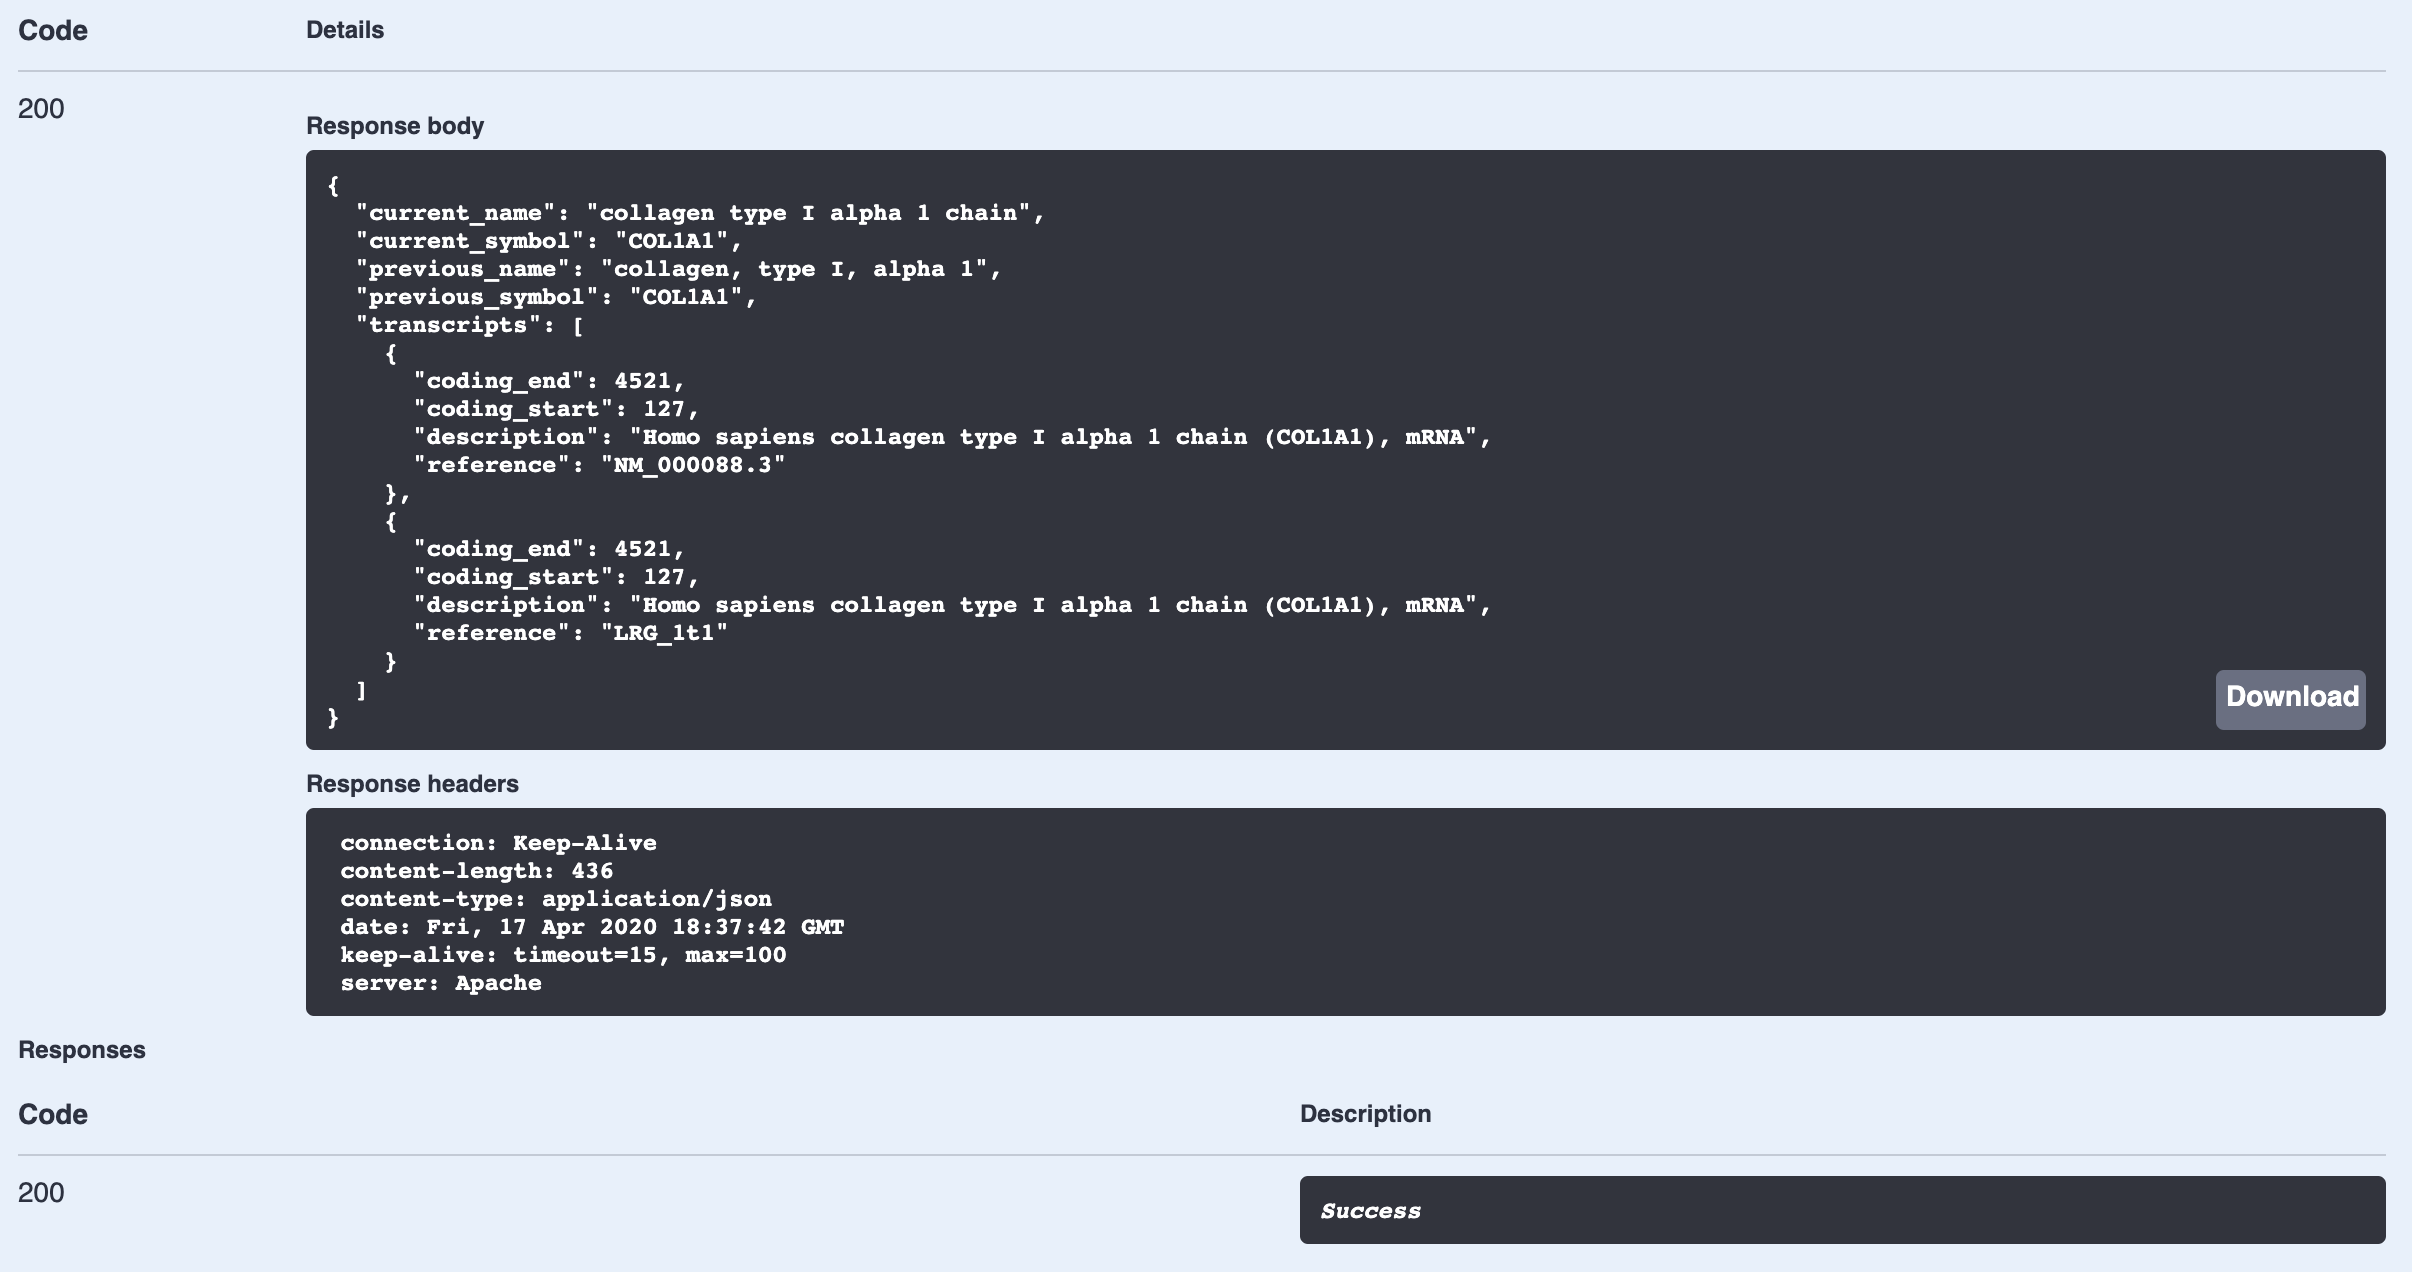 Code Details
200
Response body
{
  "current_name": "collagen type I alpha 1 chain",
  "current_symbol": "COL1A1",
  "previous_name": "collagen, type I, alpha 1",
  "previous_symbol": "COL1A1",
  "transcripts": [
    {
      "coding_end": 4521,
      "coding_start": 127,
      "description": "Homo sapiens collagen type I alpha 1 chain (COL1A1), mRNA",
      "reference": "NM_000088.3"
    },
    {
      "coding_end": 4521,
      "coding_start": 127,
      "description": "Homo sapiens collagen type I alpha 1 chain (COL1A1), mRNA",
      "reference": "LRG_1t1"
    }
  ]
}
Download
Response headers
connection: Keep-Alive
content-length: 436
content-type: application/json
date: Fri, 17 Apr 2020 18:37:42 GMT
keep-alive: timeout=15, max=100
server: Apache
Responses
Code Description
200
Success